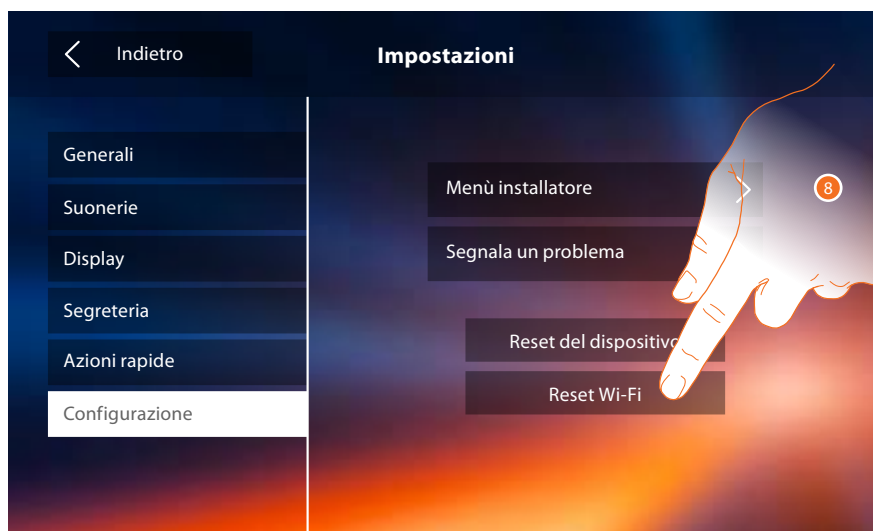 Indietro
Impostazioni
Generali
Suonerie
Display
Segreteria
Azioni rapide
Configurazione
Menù installatore
8
Segnala un problema
Reset del dispositivo
Reset Wi-Fi